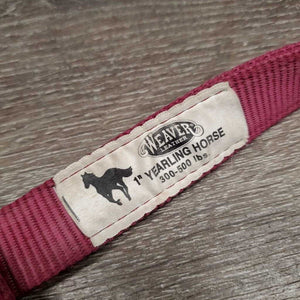 WEAVER
LEATHER
1" YEARLING HORSE
300-500 lbs.